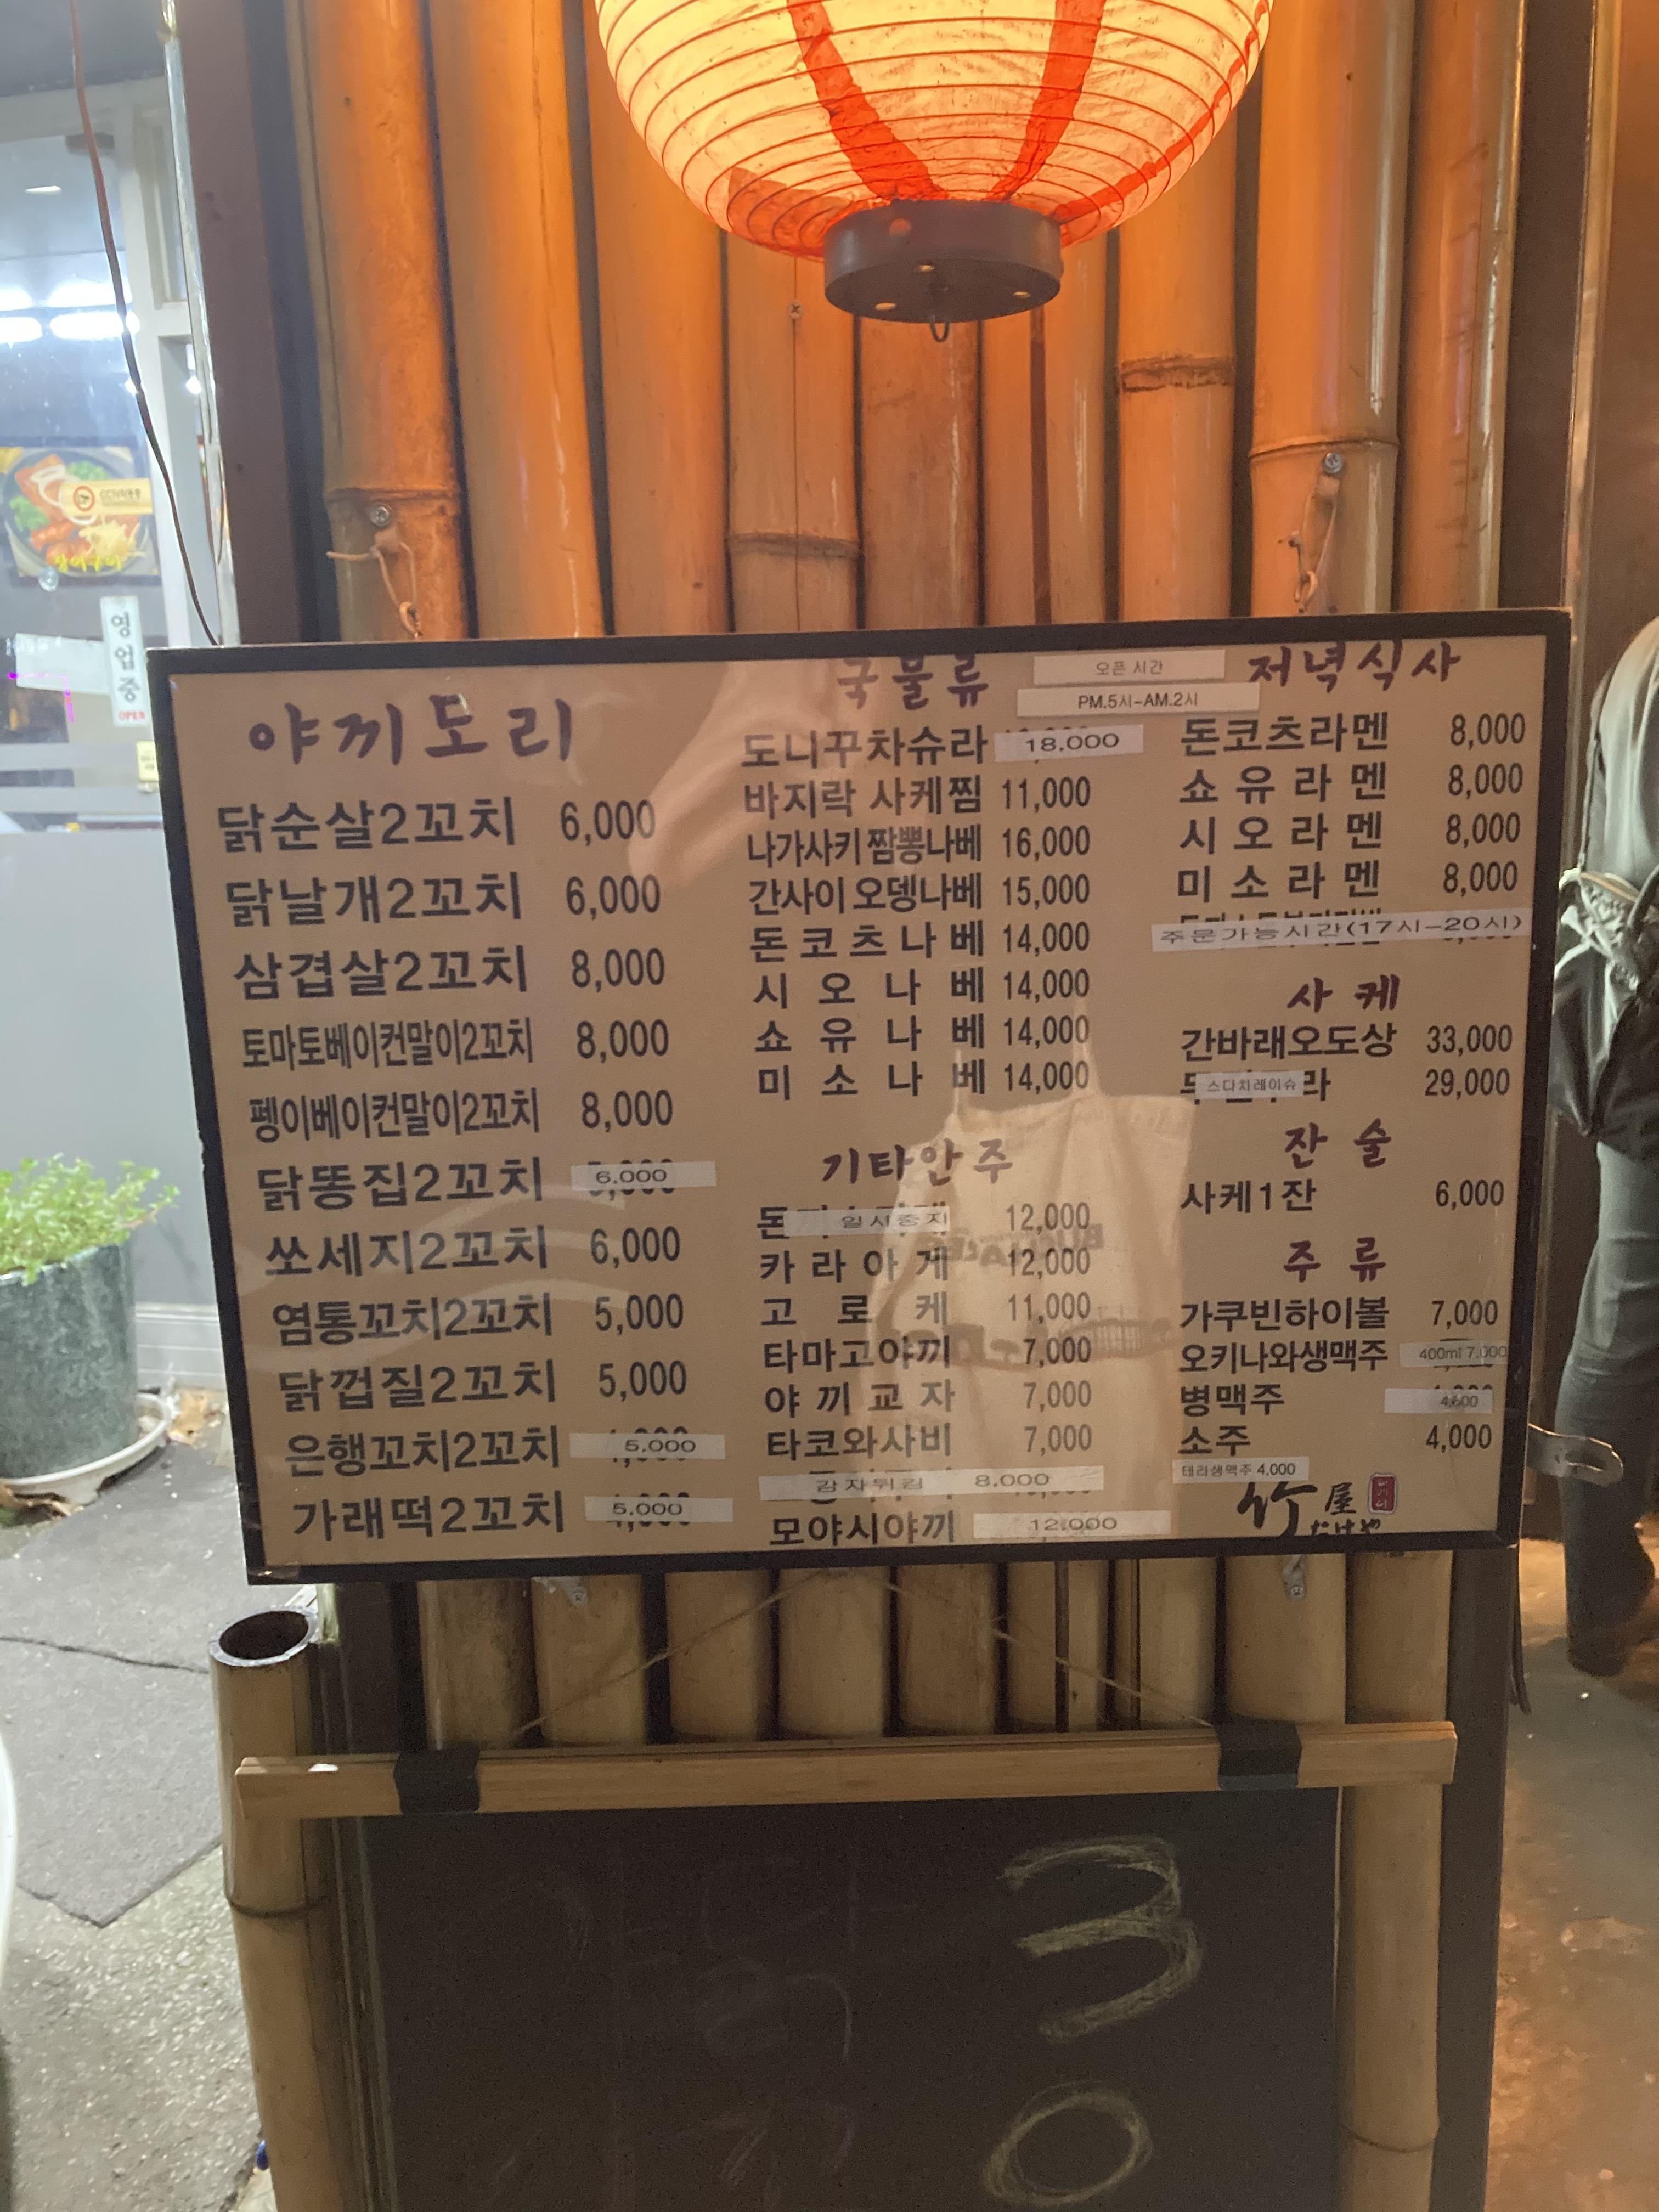 야끼도리
닭순살2꼬치 6,000
닭날개2꼬치 6,000
삼겹살2꼬치 8,000
토마토베이컨말이2꼬치 8,000
펭이베이컨말이2꼬치 8,000
닭똥집2꼬치 6,000
쏘세지2꼬치 6,000
염통꼬치2꼬치 5,000
닭껍질2꼬치 5,000
은행꼬치2꼬치 5,000
가래떡2꼬치 5,000
국물류
오픈 시간
PM.5시-AM.2시
도니꾸차슈라 18,000
바지락 사케찜 11,000
나가사키짬뽕나베 16,000
간사이오뎅나베 15,000
돈코츠나베 14,000
시오나베 14,000
쇼유나베 14,000
미소나베 14,000
기타안주
일시중지 12,000
카라아게 12,000
고로케 11,000
타마고야끼 7,000
야끼교자 7,000
타코와사비 7,000
감자튀김 8,000
모야시야끼 12,000
저녁식사
돈코츠라멘 8,000
쇼유라멘 8,000
시오라멘 8,000
미소라멘 8,000
주문가능시간(17시-20시)
사케
간바래오도상 33,000
스다치레이슈 29,000
잔술
사케1잔 6,000
주류
가쿠빈하이볼 7,000
오키나와생맥주 400ml 7,000
병맥주
소주 4,000
테라생맥주 4,000
竹屋
たけや
영업중
OPEN
장어구이
3
0